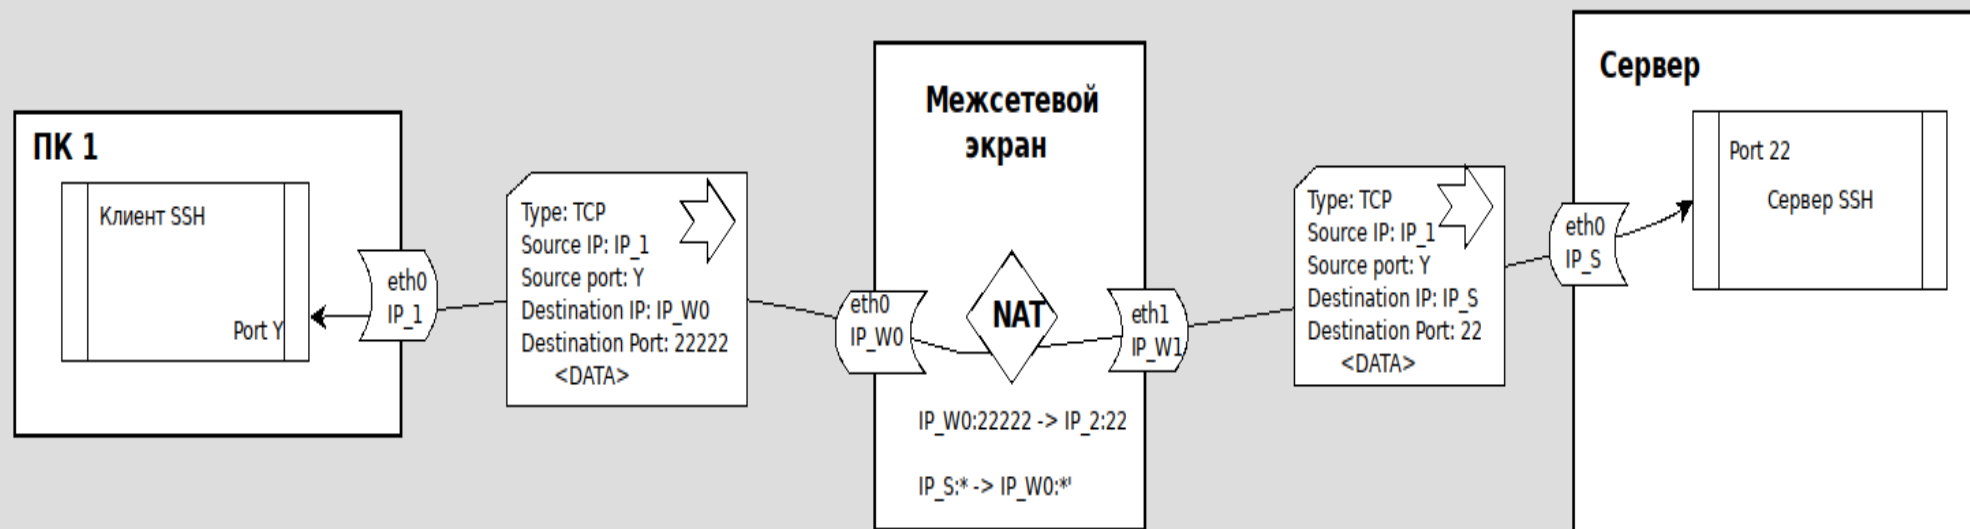 ПК 1
Клиент SSH
Port Y
eth0
IP_1
Type: TCP
Source IP: IP_1
Source port: Y
Destination IP: IP_W0
Destination Port: 22222
<DATA>
Межсетевой
экран
eth0
IP_W0
NAT
eth1
IP_W1
IP_W0:22222 -> IP_2:22
IP_S:* -> IP_W0:*'
Type: TCP
Source IP: IP_1
Source port: Y
Destination IP: IP_S
Destination Port: 22
<DATA>
Сервер
eth0
IP_S
Port 22
Сервер SSH